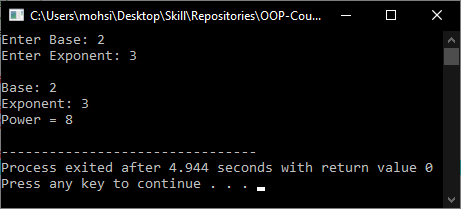 C:\Users\mohsi\Desktop\Skill\Repositories\OOP-Cou...
Enter Base: 2
Enter Exponent: 3
Base: 2
Exponent: 3
Power = 8
--------------------------------
Process exited after 4.944 seconds with return value 0
Press any key to continue . . .